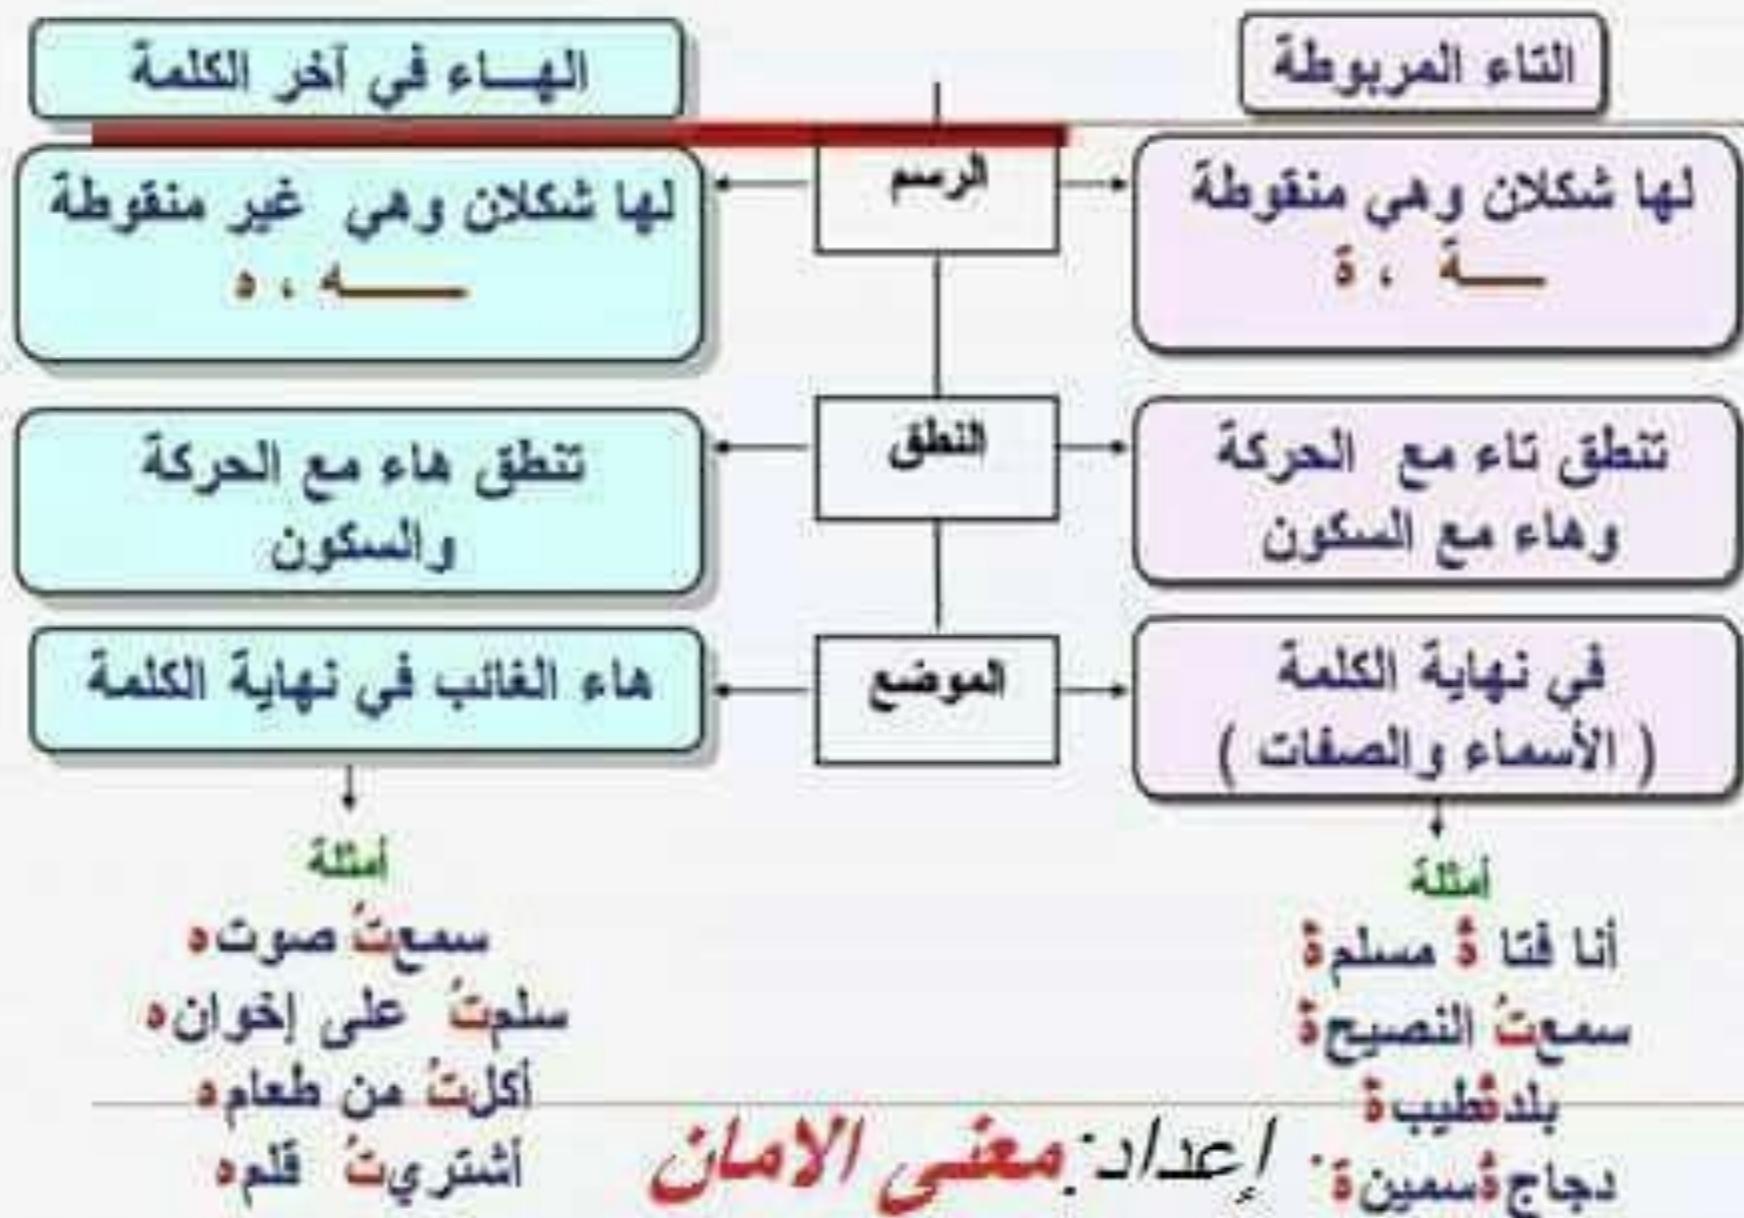 التاء المربوطة
الهـــاء في آخر الكلمة
الرسم
لها شكلان وهي منقوطة
ـــة ، ة
لها شكلان وهي غير منقوطة
ـــه ، ه
النطق
تنطق تاء مع الحركة
وهاء مع السكون
تنطق هاء مع الحركة
والسكون
الموضع
في نهاية الكلمة
( الأسماء والصفات )
هاء الغائب في نهاية الكلمة
أمثلة
أنا فتا ةٌ مسلمةٌ
سمعتُ النصيحةَ
بلدةٌطيبةٌ
دجاجةٌسمينةٌ.
أمثلة
سمعتُ صوته
سلمتُ على إخوانه
أكلتُ من طعامه
أشتريتُ قلمه
إعداد: معنى الامان